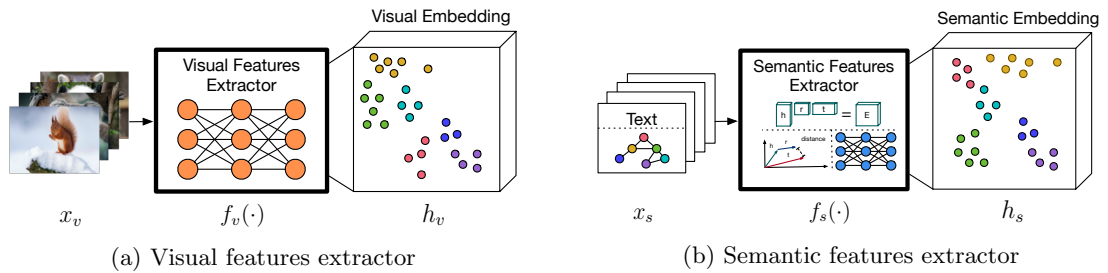 Visual Embedding
Visual Features
Extractor
x_v
f_v(·)
h_v
(a) Visual features extractor
Semantic Embedding
Semantic Features
Extractor
Text
h r t = E
h r t distance
x_s
f_s(·)
h_s
(b) Semantic features extractor